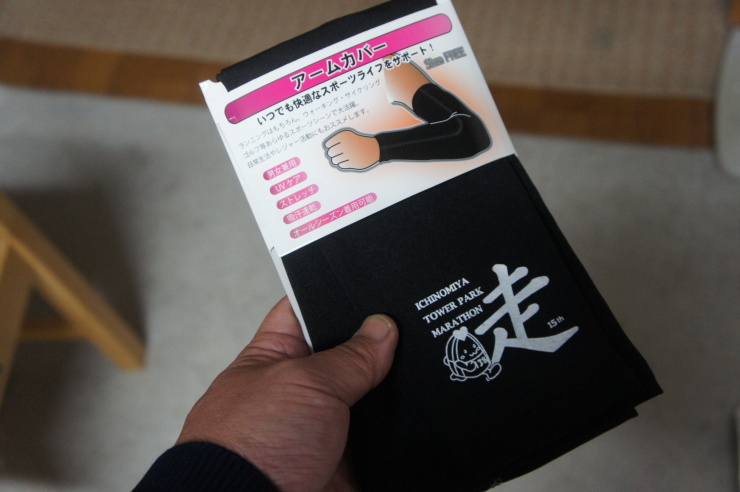 アームカバー
いつでも快適なスポーツライフをサポート!
Size FREE
ランニングはもちろん、ウォーキング・サイクリング
ゴルフ等あらゆるスポーツシーンで大活躍。
日常生活やレジャー活動にもおススメします。
男女兼用
UVケア
ストレッチ
吸汗速乾
オールシーズン着用可能
ICHINOMIYA
TOWER PARK
MARATHON
走
15th